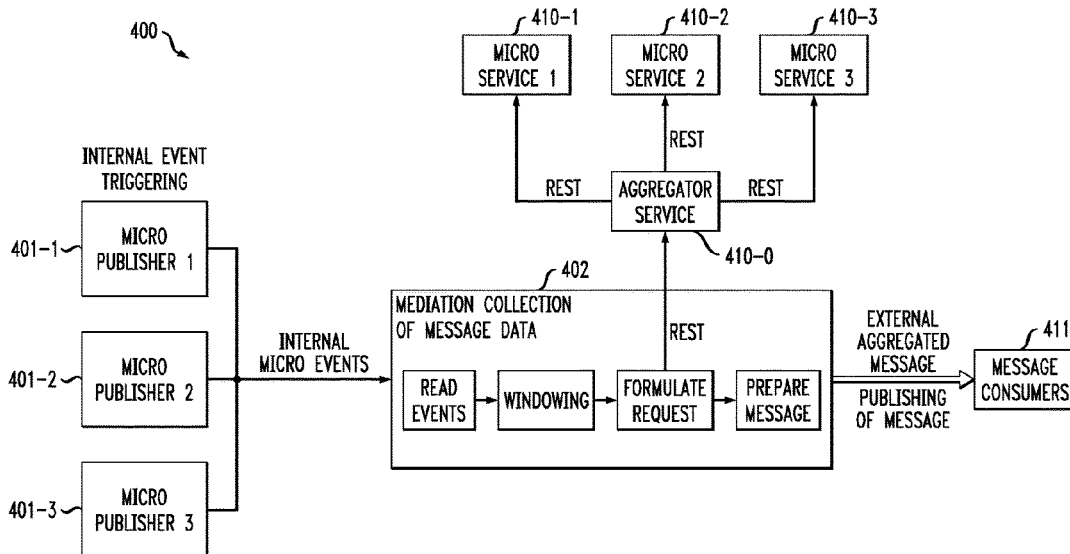 400
410-1
410-2
410-3
MICRO
SERVICE 1
MICRO
SERVICE 2
MICRO
SERVICE 3
REST
REST
REST
AGGREGATOR
SERVICE
410-0
INTERNAL EVENT
TRIGGERING
401-1
MICRO
PUBLISHER 1
401-2
MICRO
PUBLISHER 2
401-3
MICRO
PUBLISHER 3
INTERNAL
MICRO EVENTS
402
MEDIATION COLLECTION
OF MESSAGE DATA
REST
READ
EVENTS
WINDOWING
FORMULATE
REQUEST
PREPARE
MESSAGE
EXTERNAL
AGGREGATED
MESSAGE
PUBLISHING
OF MESSAGE
411
MESSAGE
CONSUMERS